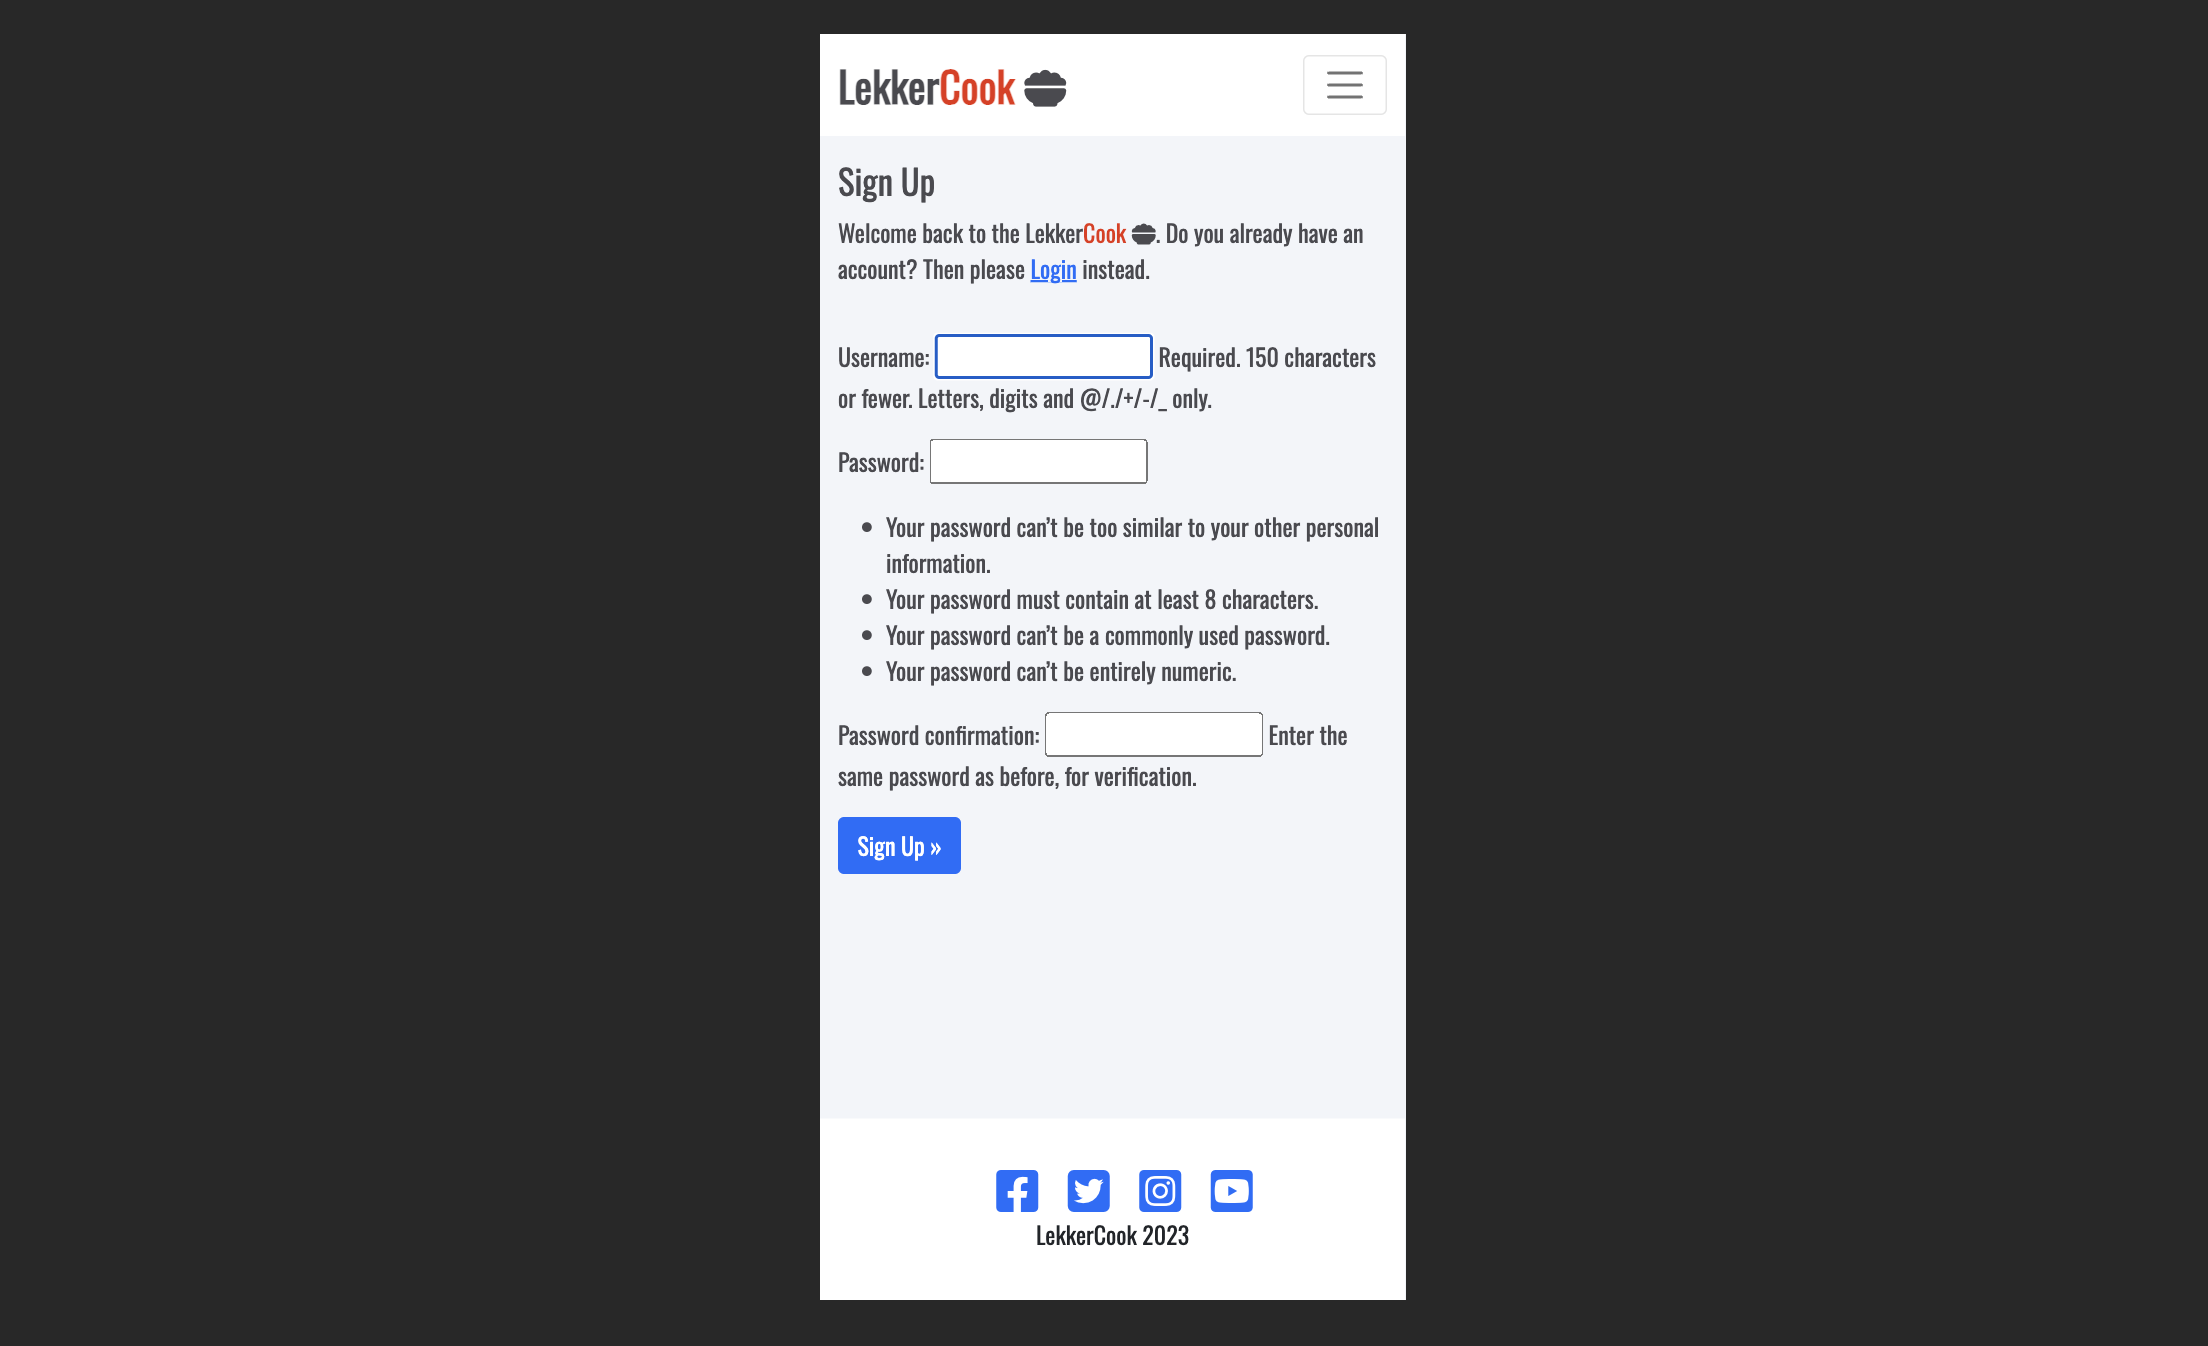 LekkerCook
Sign Up
Welcome back to the LekkerCook . Do you already have an
account? Then please Login instead.
Username: Required. 150 characters
or fewer. Letters, digits and @/./+/-/_ only.
Password:
Your password can’t be too similar to your other personal
information.
Your password must contain at least 8 characters.
Your password can’t be a commonly used password.
Your password can’t be entirely numeric.
Password confirmation: Enter the
same password as before, for verification.
Sign Up »
LekkerCook 2023